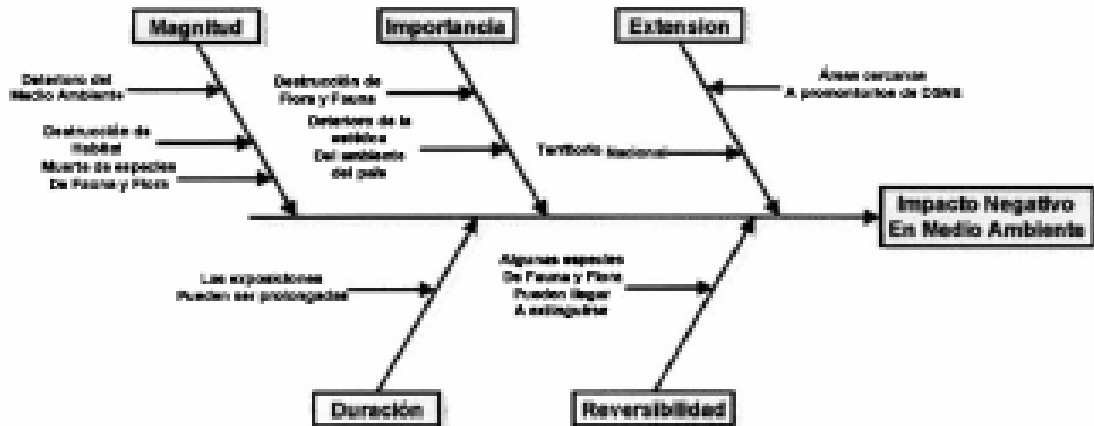 Magnitud
Importancia
Extension
Deterioro del
Medio Ambiente
Destrucción de
Flora y Fauna
Áreas cercanas
A promontorios de
Destrucción de
Habitat
Muerte de especies
De Fauna y Flora
Deterioro de la
estética
Del ambiente
del país
Territorio Nacional
Impacto Negativo
En Medio Ambiente
Las exposiciones
Pueden ser prolongadas
Algunas especies
De Fauna y Flora
Pueden llegar
A extinguirse
Duración
Reversibilidad